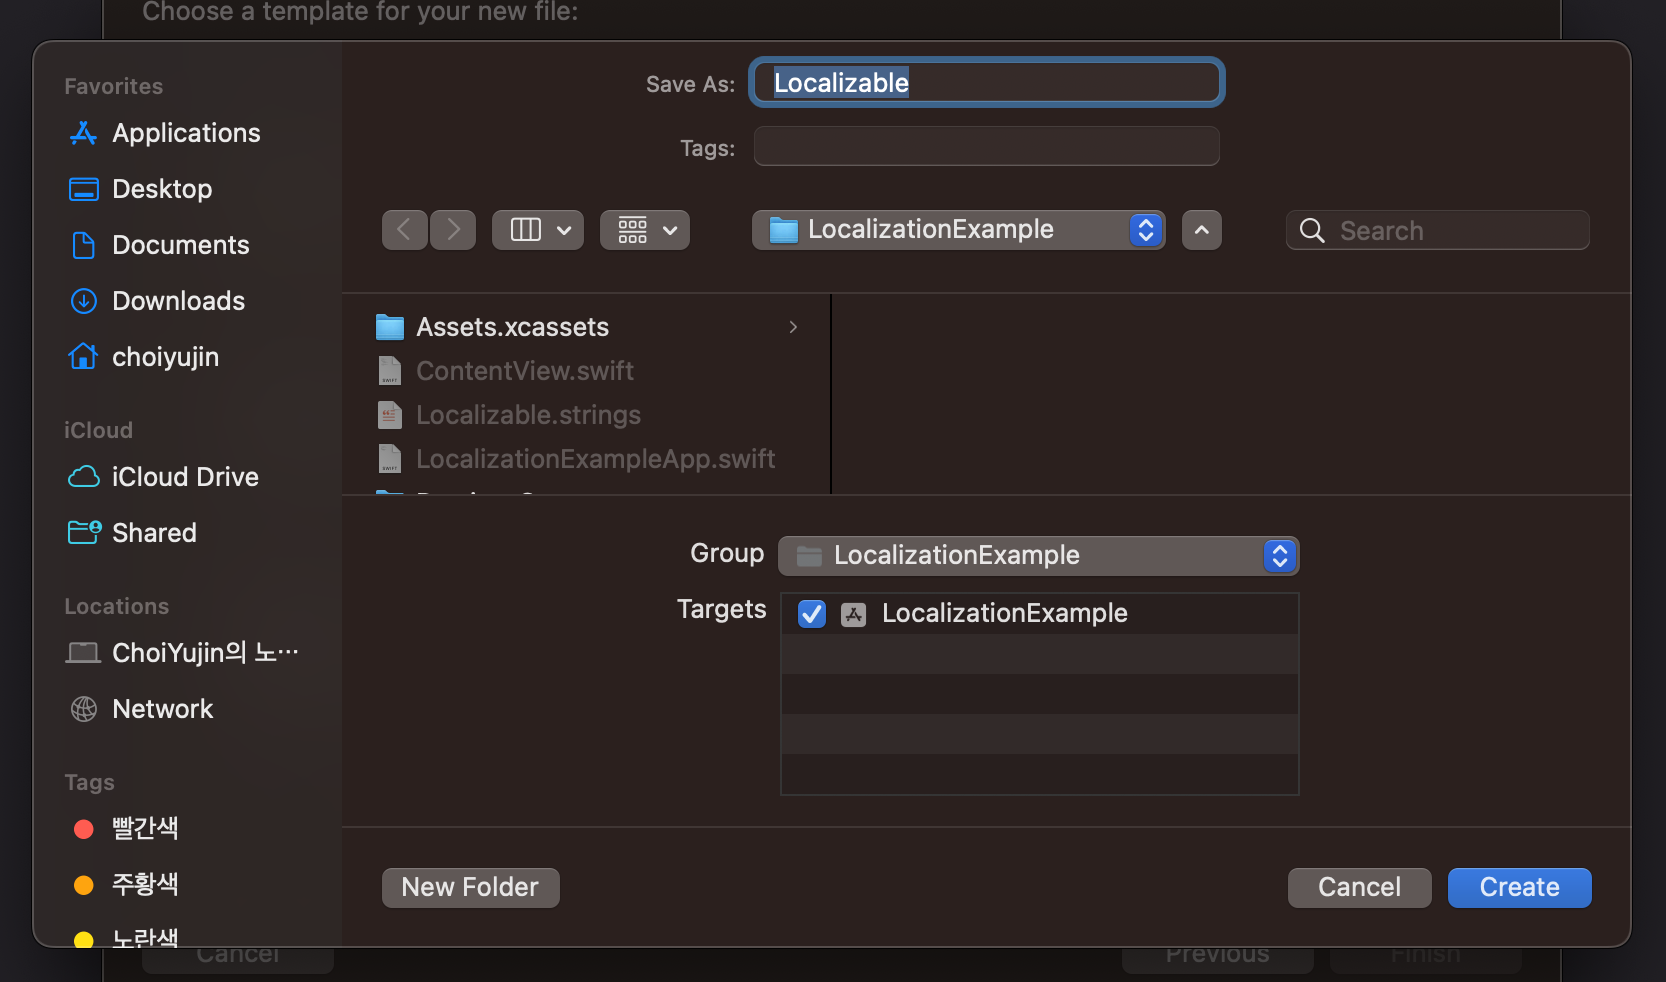 Choose a template for your new file:
Favorites
Applications
Desktop
Documents
Downloads
choiyujin
iCloud
iCloud Drive
Shared
Locations
ChoiYujin의 노…
Network
Tags
빨간색
주황색
노란색
Save As: Localizable
Tags:
LocalizationExample
Search
Assets.xcassets
ContentView.swift
Localizable.strings
LocalizationExampleApp.swift
Group LocalizationExample
Targets LocalizationExample
New Folder
Cancel
Create
Cancel
Previous
Finish